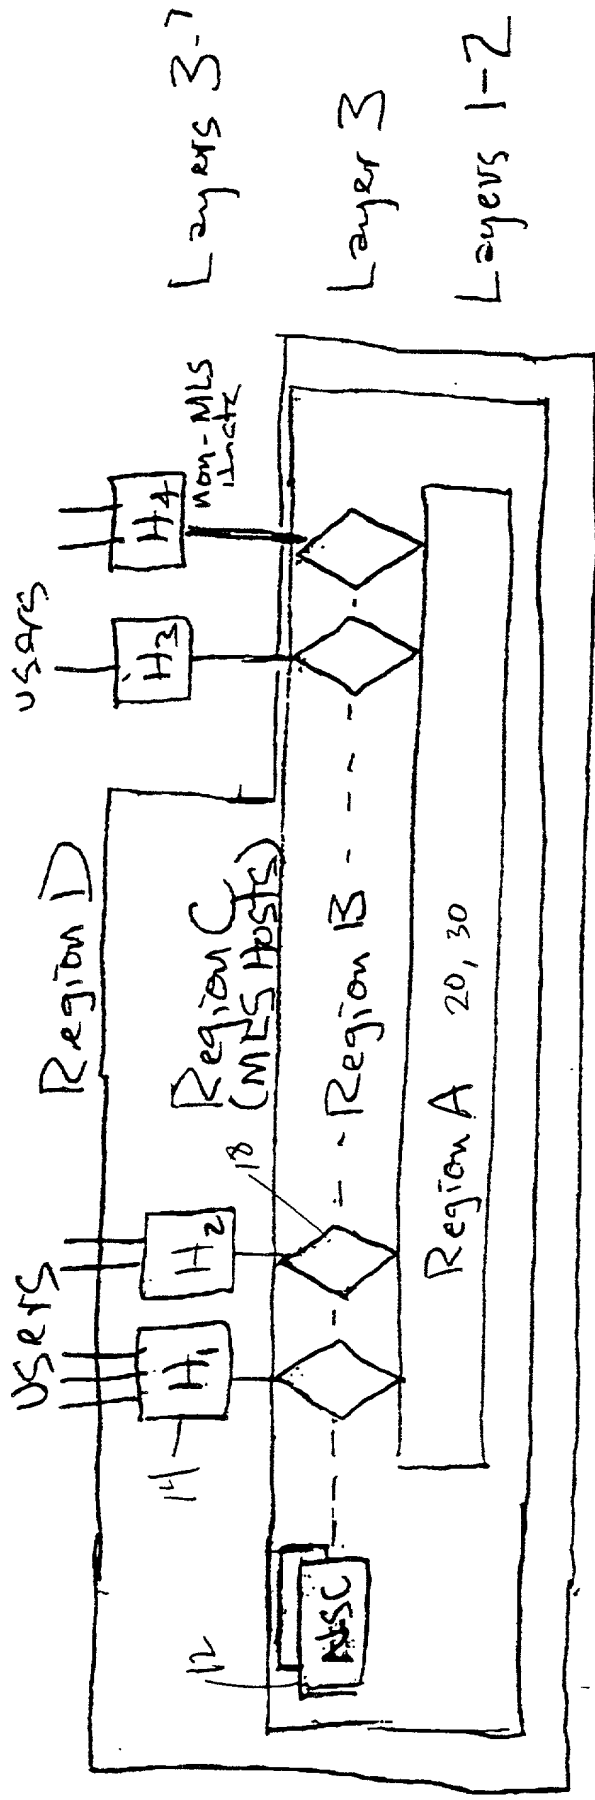 users
users
Region D
H1
H2
H3
H4
14
Region C
(MLS Hosts)
non-MLS
Layers 3-7
12
NSC
18
Region B
Layer 3
Region A 20, 30
Layers 1-2